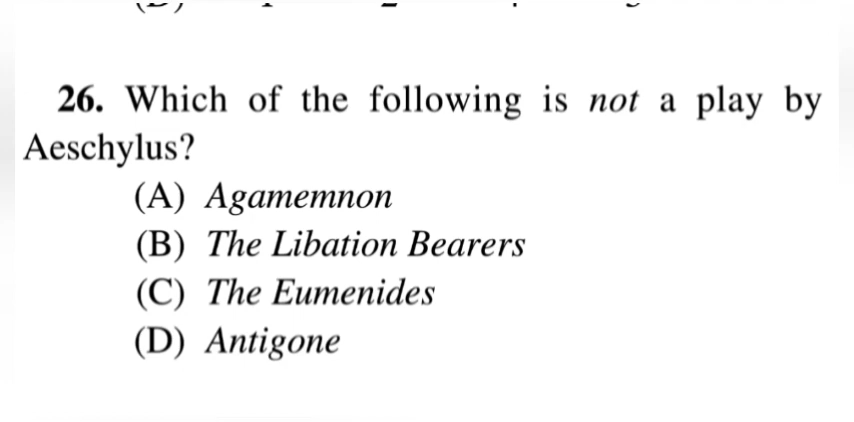 26. Which of the following is not a play by
Aeschylus?
(A) Agamemnon
(B) The Libation Bearers
(C) The Eumenides
(D) Antigone